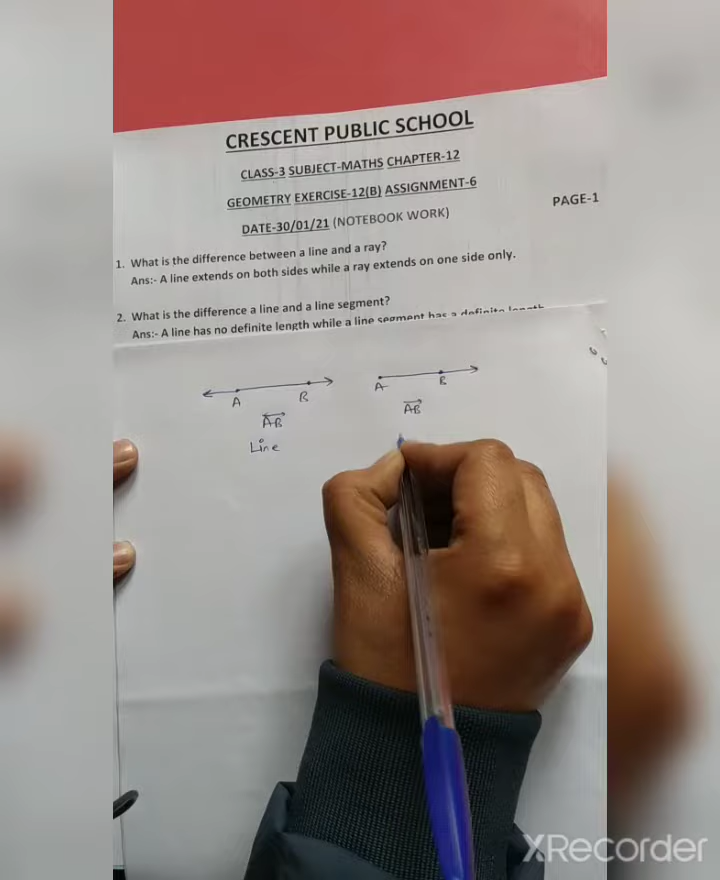 CRESCENT PUBLIC SCHOOL
CLASS-3 SUBJECT-MATHS CHAPTER-12
GEOMETRY EXERCISE-12(B) ASSIGNMENT-6
DATE-30/01/21 (NOTEBOOK WORK)
PAGE-1
1. What is the difference between a line and a ray?
Ans:- A line extends on both sides while a ray extends on one side only.
2. What is the difference a line and a line segment?
Ans:- A line has no definite length while a line segment has a definite length
A B
A B
AB
AB
Line
XRecorder